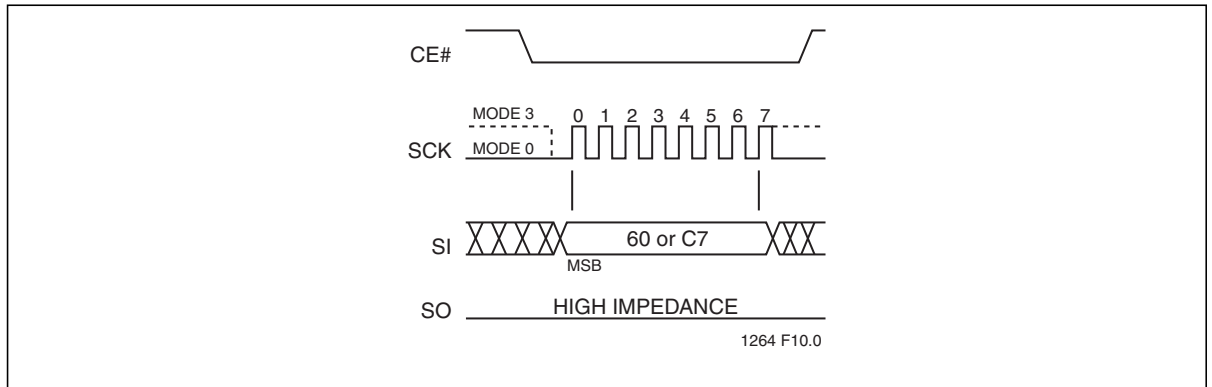 CE#
MODE 3
0 1 2 3 4 5 6 7
SCK
MODE 0
SI
60 or C7
MSB
SO
HIGH IMPEDANCE
1264 F10.0